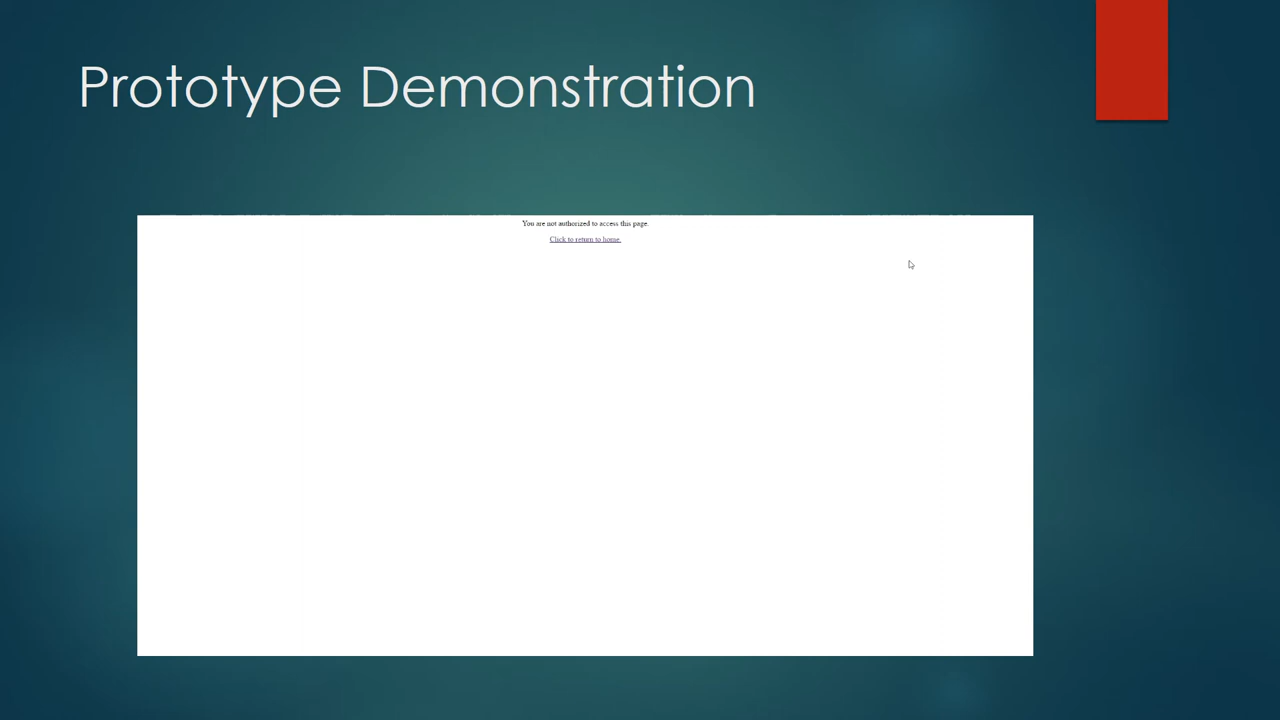 Prototype Demonstration
You are not authorized to access this page.
Click to return to home.